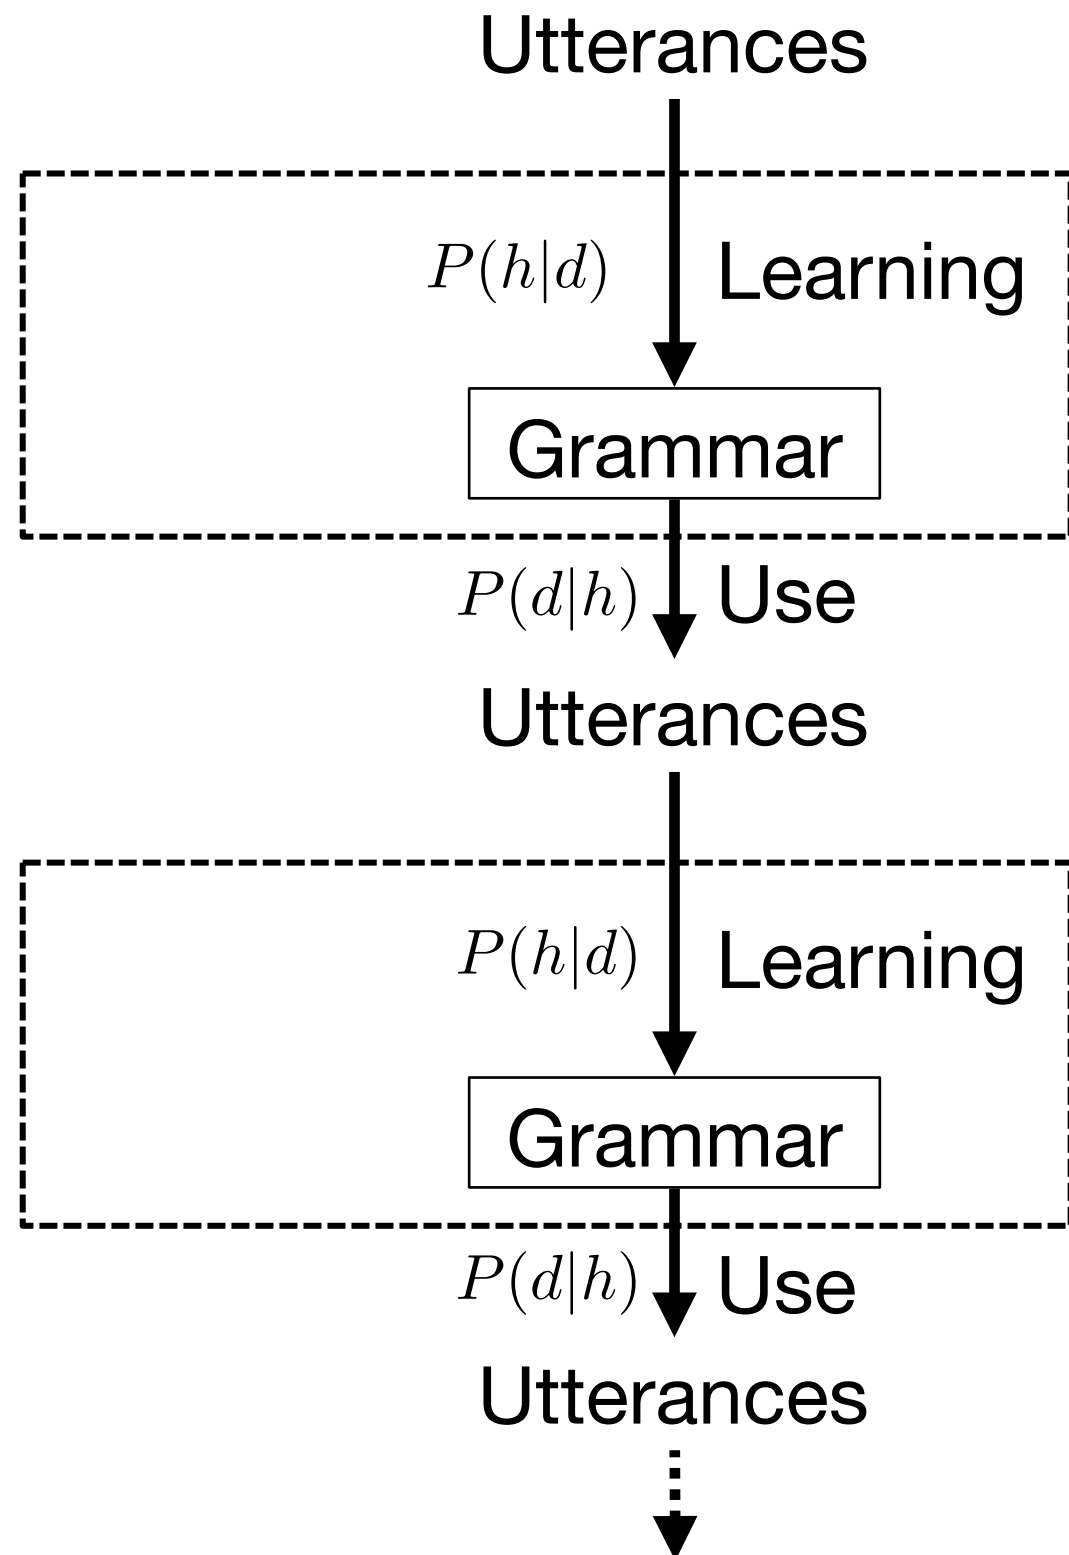 Utterances
P(h|d) Learning
Grammar
P(d|h) Use
Utterances
P(h|d) Learning
Grammar
P(d|h) Use
Utterances